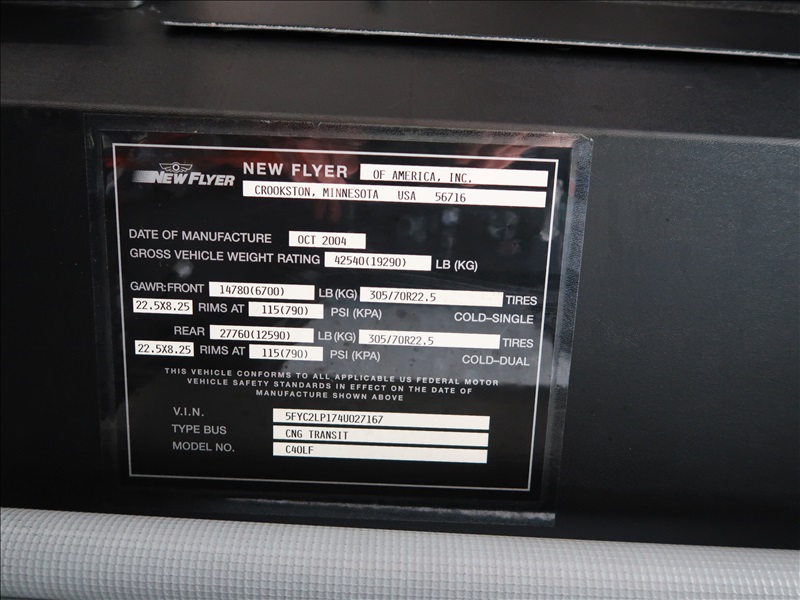 NEW FLYER NEW FLYER OF AMERICA, INC.
CROOKSTON, MINNESOTA USA 56716
DATE OF MANUFACTURE OCT 2004
GROSS VEHICLE WEIGHT RATING 42540(19290) LB (KG)
GAWR: FRONT 14780(6700) LB (KG) 305/70R22.5 TIRES
22.5X8.25 RIMS AT 115(790) PSI (KPA) COLD-SINGLE
REAR 27760(12590) LB (KG) 305/70R22.5 TIRES
22.5X8.25 RIMS AT 115(790) PSI (KPA) COLD-DUAL
THIS VEHICLE CONFORMS TO ALL APPLICABLE US FEDERAL MOTOR
VEHICLE SAFETY STANDARDS IN EFFECT ON THE DATE OF
MANUFACTURE SHOWN ABOVE
V.I.N. 5FYC2LP174U027167
TYPE BUS CNG TRANSIT
MODEL NO. C40LF